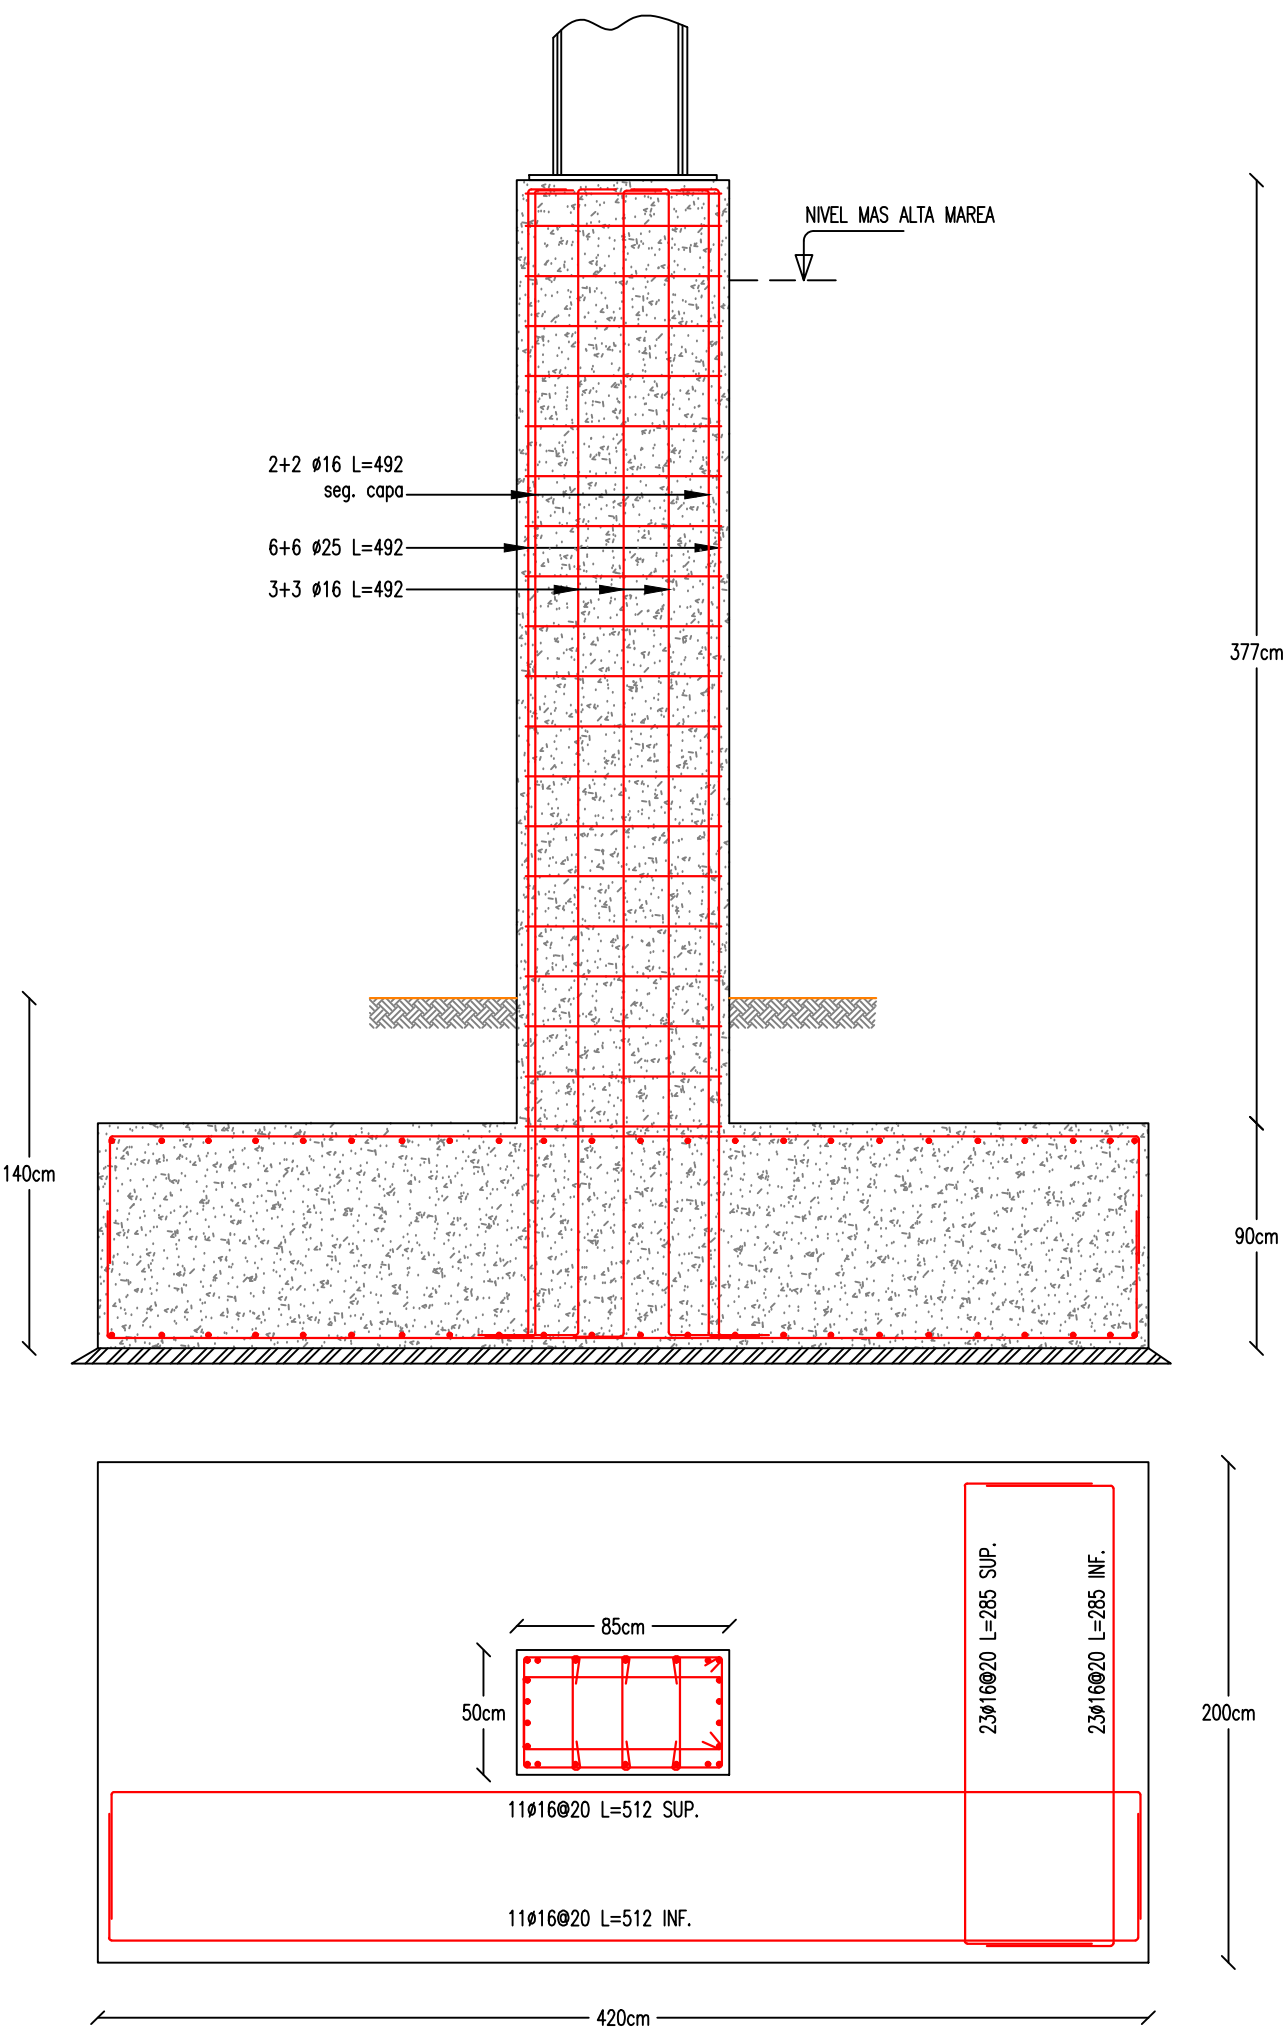 NIVEL MAS ALTA MAREA
2+2 ø16 L=492
seg. capa
6+6 ø25 L=492
3+3 ø16 L=492
377cm
140cm
90cm
85cm
50cm
23ø16@20 L=285 SUP.
23ø16@20 L=285 INF.
200cm
11ø16@20 L=512 SUP.
11ø16@20 L=512 INF.
420cm